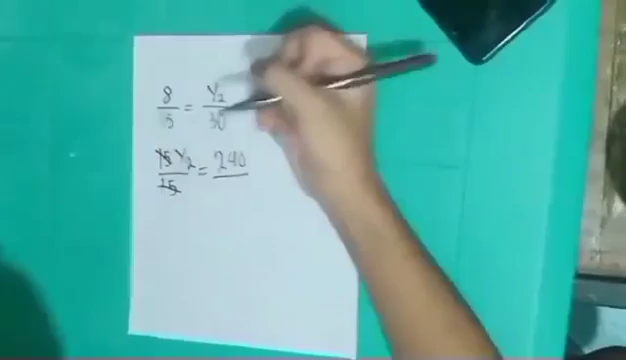 8/15 = Y₂/30
15Y₂/15 = 240